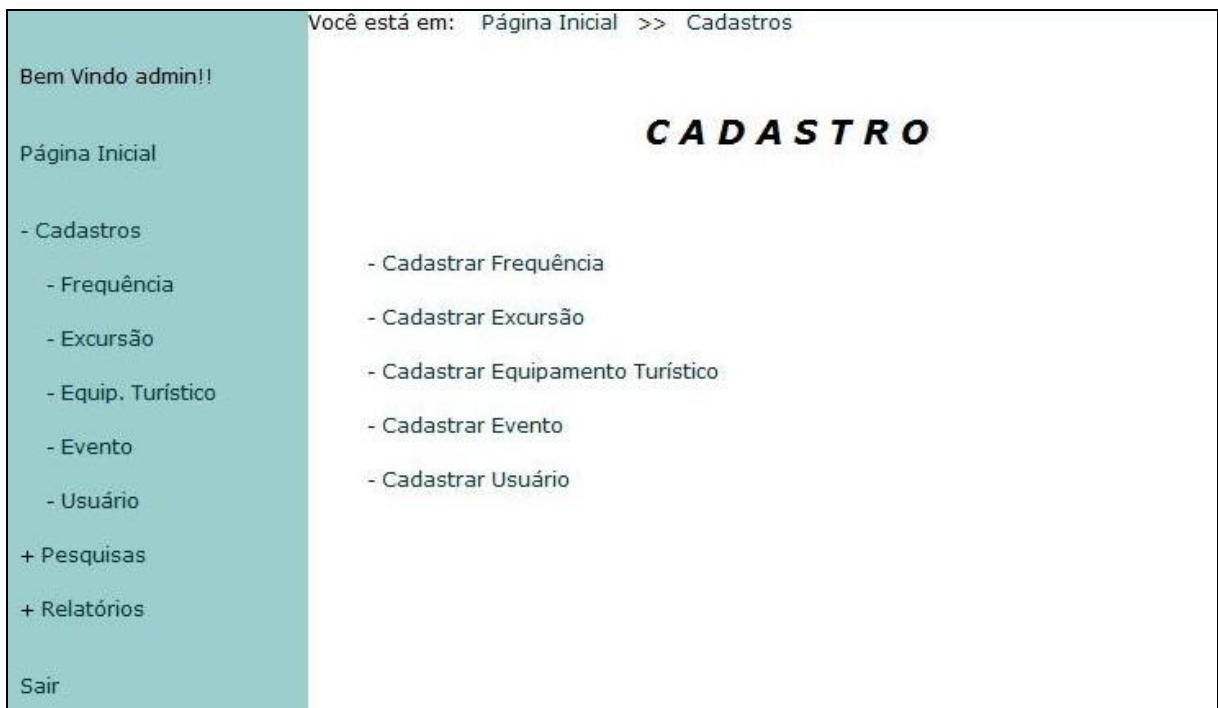 Você está em: Página Inicial >> Cadastros
Bem Vindo admin!!
Página Inicial
- Cadastros
- Frequência
- Excursão
- Equip. Turístico
- Evento
- Usuário
+ Pesquisas
+ Relatórios
Sair
C A D A S T R O
- Cadastrar Frequência
- Cadastrar Excursão
- Cadastrar Equipamento Turístico
- Cadastrar Evento
- Cadastrar Usuário